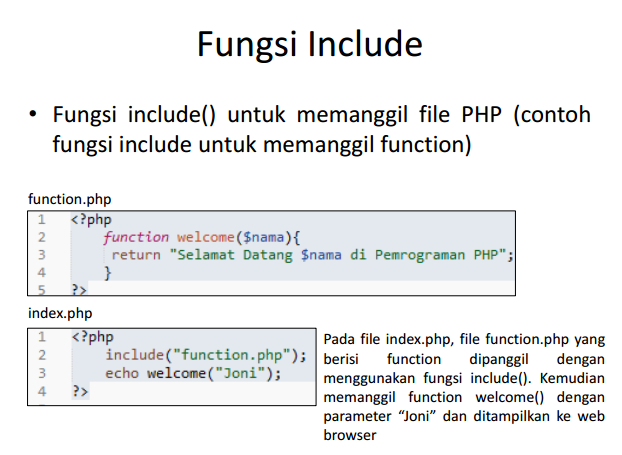 Fungsi Include
• Fungsi include() untuk memanggil file PHP (contoh
fungsi include untuk memanggil function)
function.php
1 <?php
2 function welcome($nama){
3 return "Selamat Datang $nama di Pemrograman PHP";
4 }
5 ?>
index.php
1 <?php
2 include("function.php");
3 echo welcome("Joni");
4 ?>
Pada file index.php, file function.php yang
berisi function dipanggil dengan
menggunakan fungsi include(). Kemudian
memanggil function welcome() dengan
parameter “Joni” dan ditampilkan ke web
browser